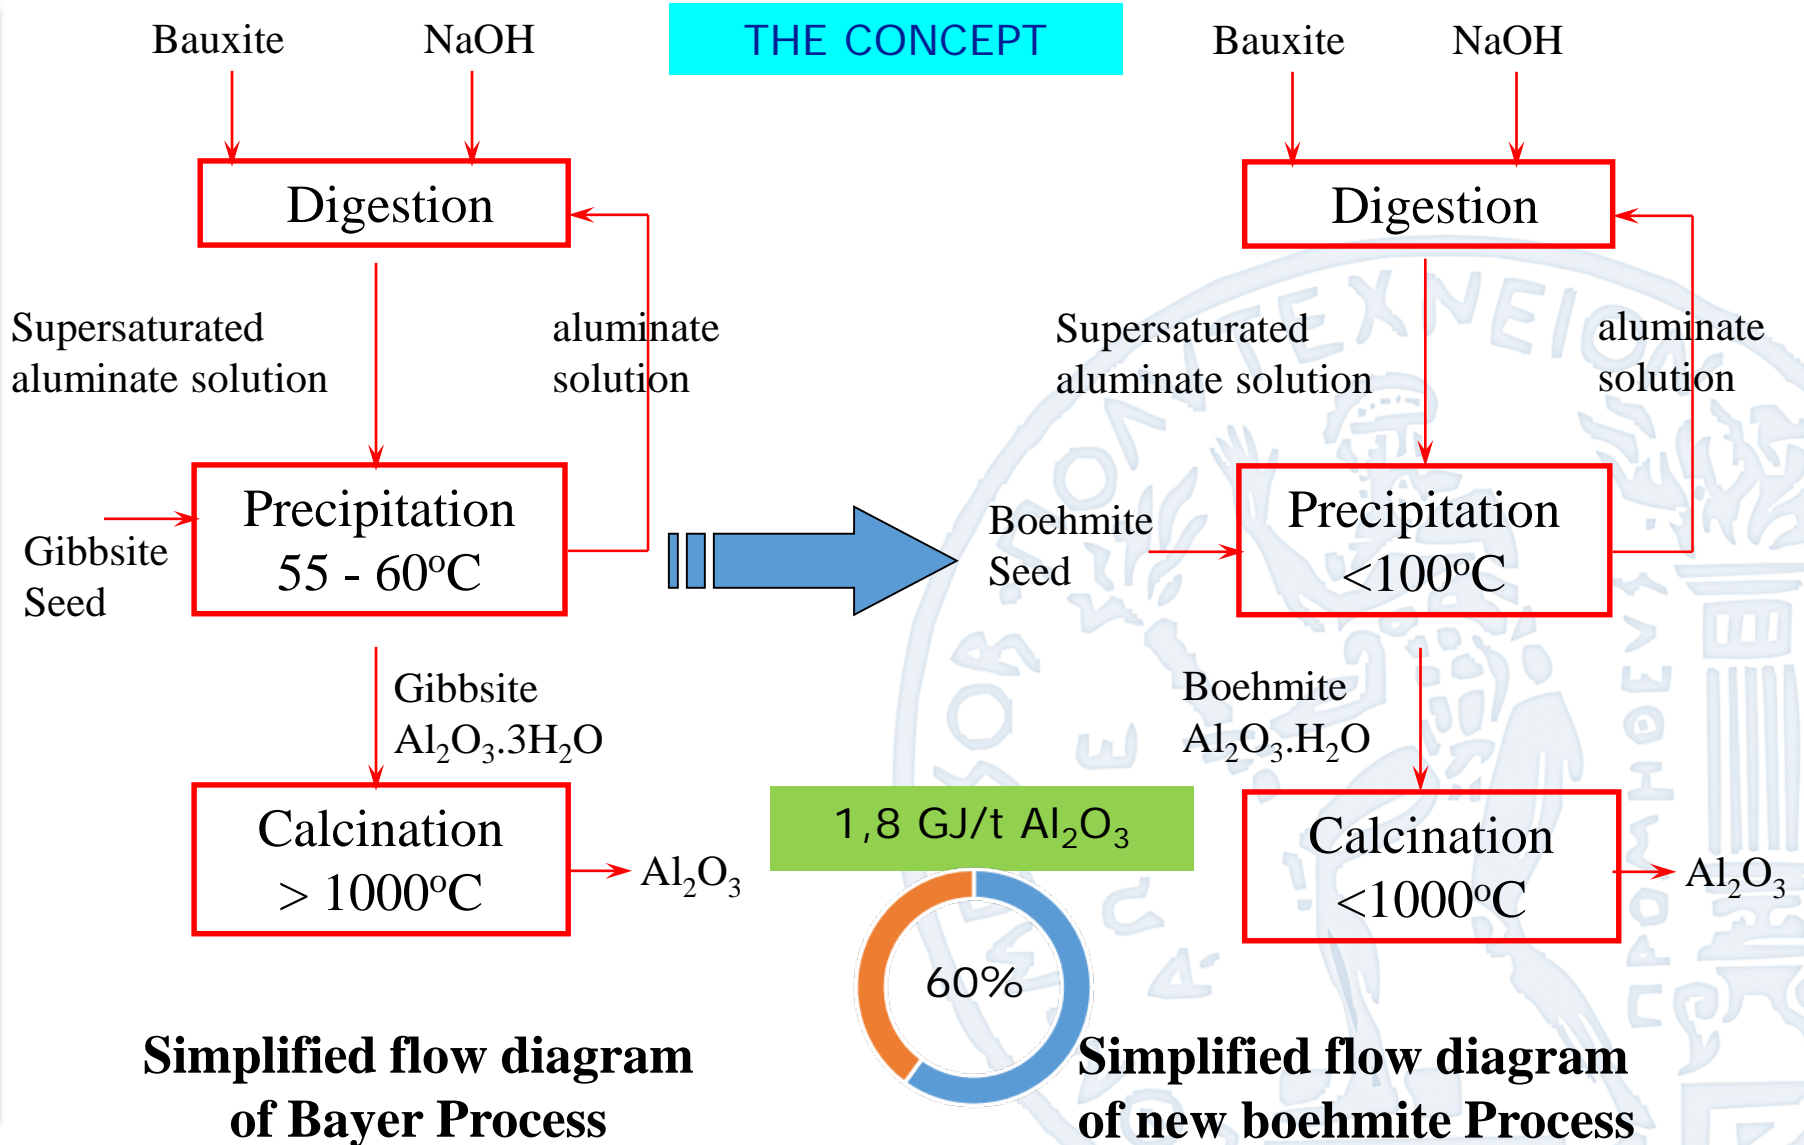 THE CONCEPT
Bauxite
NaOH
Digestion
Supersaturated
aluminate solution
aluminate
solution
Gibbsite
Seed
Precipitation
55 - 60°C
Gibbsite
Al₂O₃.3H₂O
Calcination
> 1000°C
Al₂O₃
Simplified flow diagram
of Bayer Process
1,8 GJ/t Al₂O₃
60%
Bauxite
NaOH
Digestion
Supersaturated
aluminate solution
aluminate
solution
Boehmite
Seed
Precipitation
<100°C
Boehmite
Al₂O₃.H₂O
Calcination
<1000°C
Al₂O₃
Simplified flow diagram
of new boehmite Process